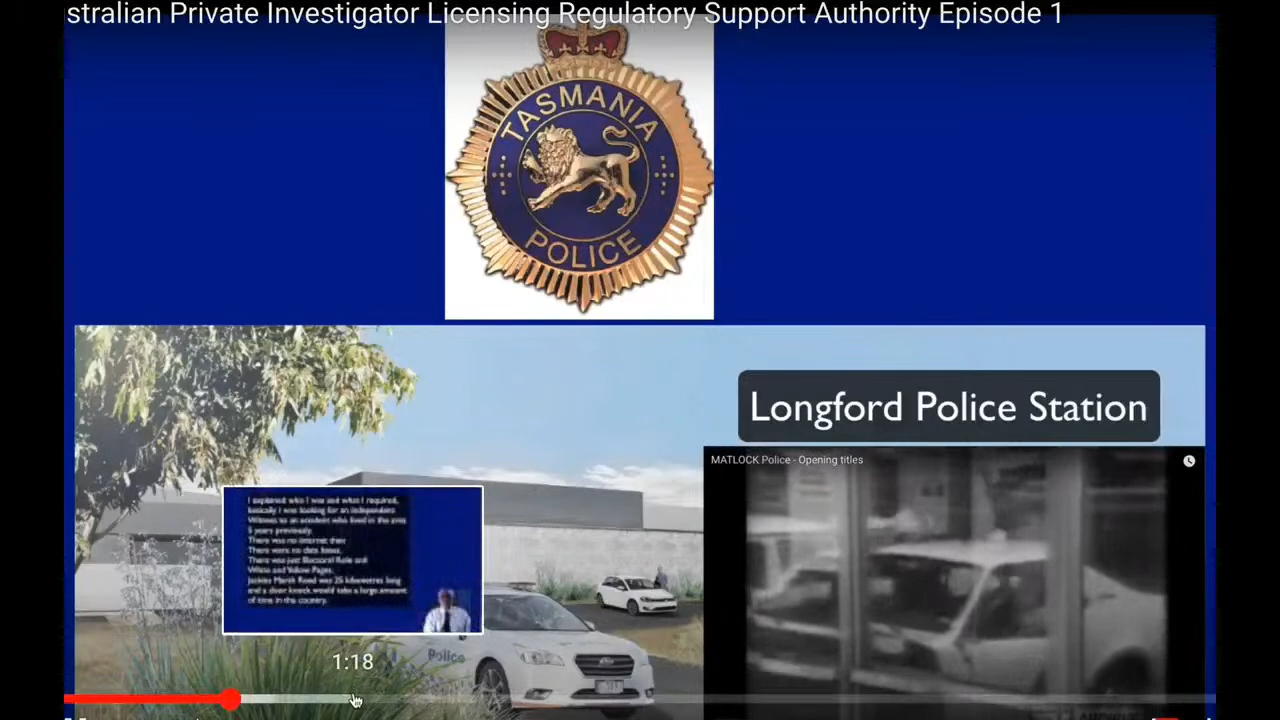 stralian Private Investigator Licensing Regulatory Support Authority Episode 1
TASMANIA
POLICE
Longford Police Station
MATLOCK Police - Opening titles
I explained who I was and what I required,
basically I was looking for an independent
Witness to an accident who lived in the area
5 years previously.
There was no internet then
There were no data bases.
There was just Electoral Role and
White and Yellow Pages.
Jackies Marsh Road was 25 kilometres long
and a door knock would take a large amount
of time in the country.
Police
1:18